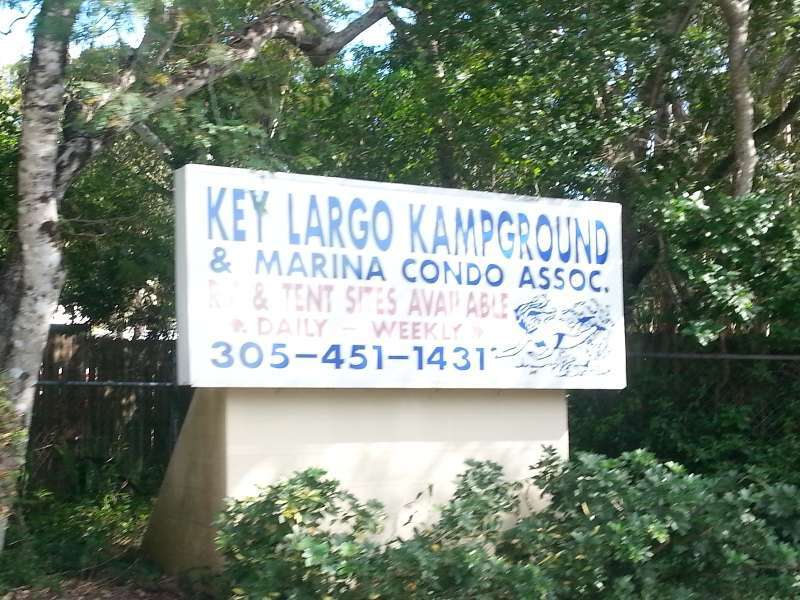 KEY LARGO KAMPGROUND
& MARINA CONDO ASSOC.
RV & TENT SITES AVAILABLE
DAILY - WEEKLY
305-451-1431